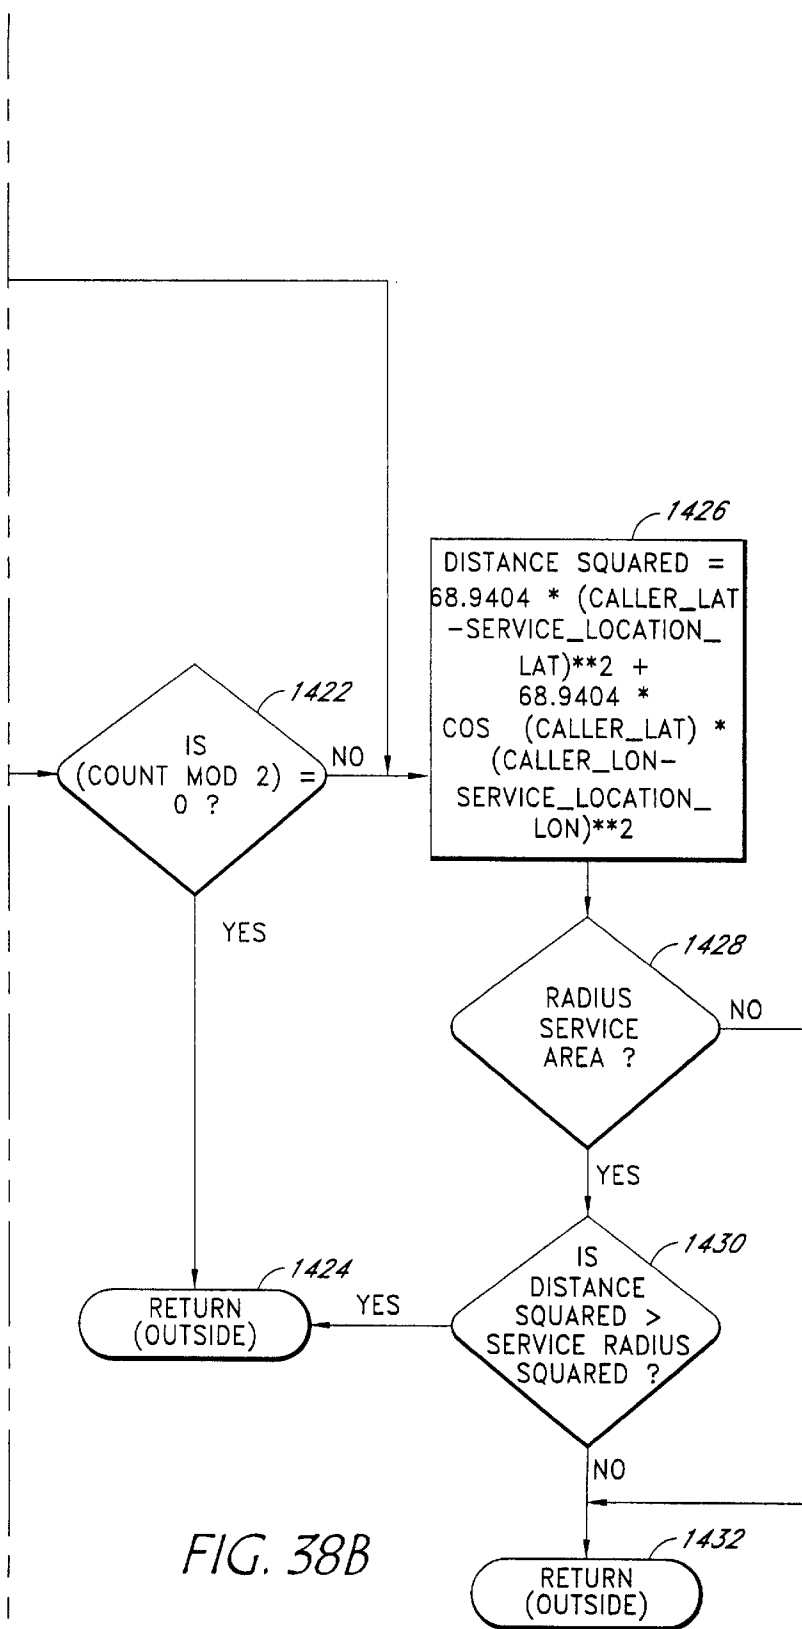 1426
DISTANCE SQUARED =
68.9404 * (CALLER_LAT
-SERVICE_LOCATION_
LAT)**2 +
68.9404 *
COS (CALLER_LAT) *
(CALLER_LON-
SERVICE_LOCATION_
LON)**2
1422
IS
(COUNT MOD 2) =
0 ?
NO
YES
1428
RADIUS
SERVICE
AREA ?
NO
YES
1430
IS
DISTANCE
SQUARED >
SERVICE RADIUS
SQUARED ?
YES
1424
RETURN
(OUTSIDE)
NO
1432
RETURN
(OUTSIDE)
FIG. 38B